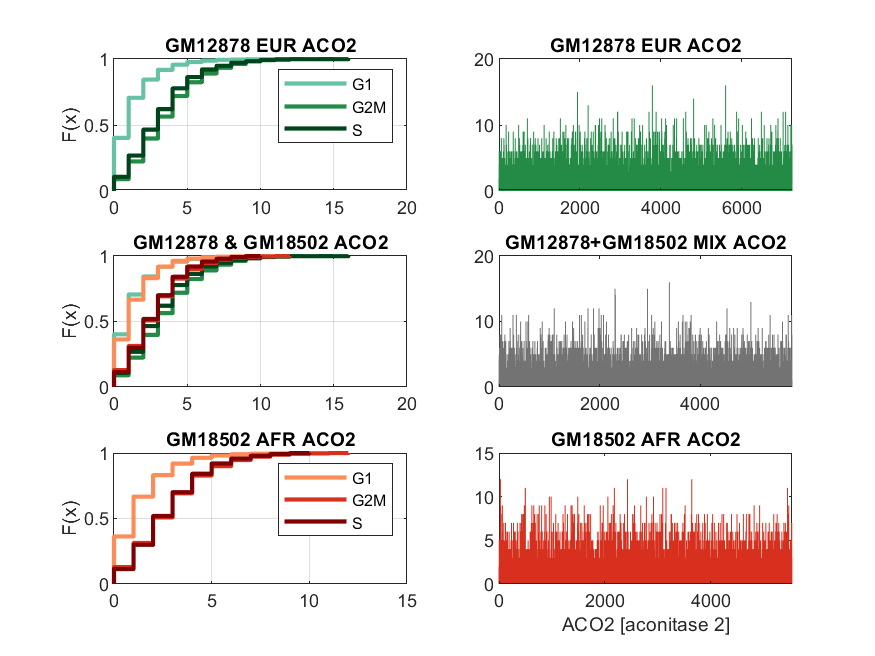 GM12878 EUR ACO2
F(x)
1
0.5
0
0 5 10 15 20
G1
G2M
S
GM12878 EUR ACO2
20
10
0
0 2000 4000 6000
GM12878 & GM18502 ACO2
F(x)
1
0.5
0
0 5 10 15 20
GM12878+GM18502 MIX ACO2
20
10
0
0 2000 4000
GM18502 AFR ACO2
F(x)
1
0.5
0
0 5 10 15
G1
G2M
S
GM18502 AFR ACO2
15
10
5
0
0 2000 4000
ACO2 [aconitase 2]